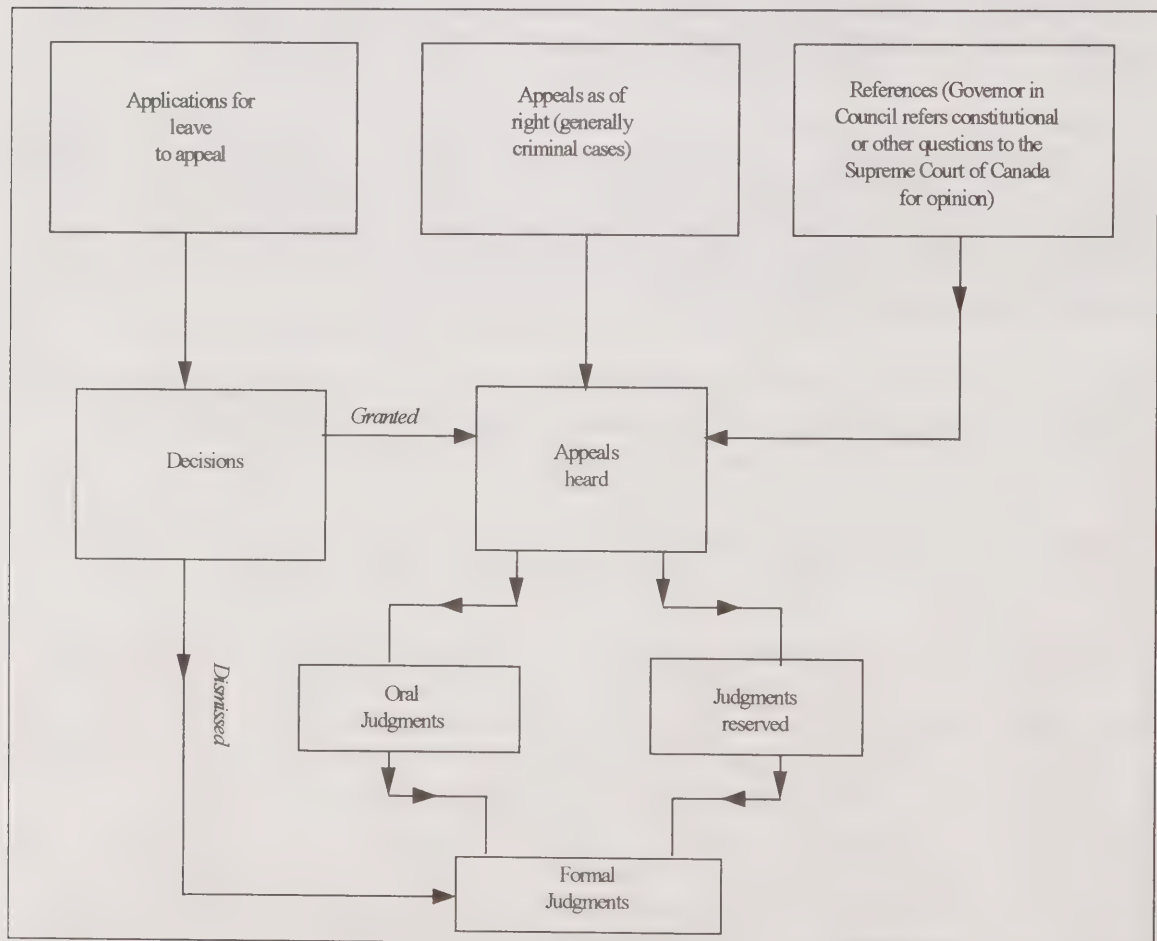 Applications for
leave
to appeal
Appeals as of
right (generally
criminal cases)
References (Governor in
Council refers constitutional
or other questions to the
Supreme Court of Canada
for opinion)
Decisions
Granted
Appeals
heard
Dismissed
Oral
Judgments
Judgments
reserved
Formal
Judgments